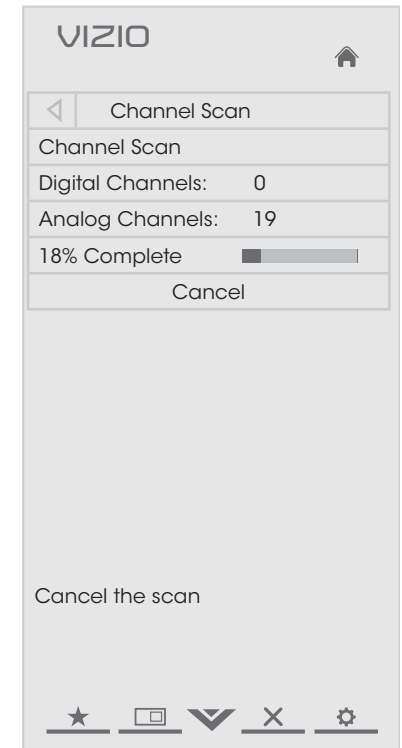 VIZIO
Channel Scan
Channel Scan
Digital Channels: 0
Analog Channels: 19
18% Complete
Cancel
Cancel the scan